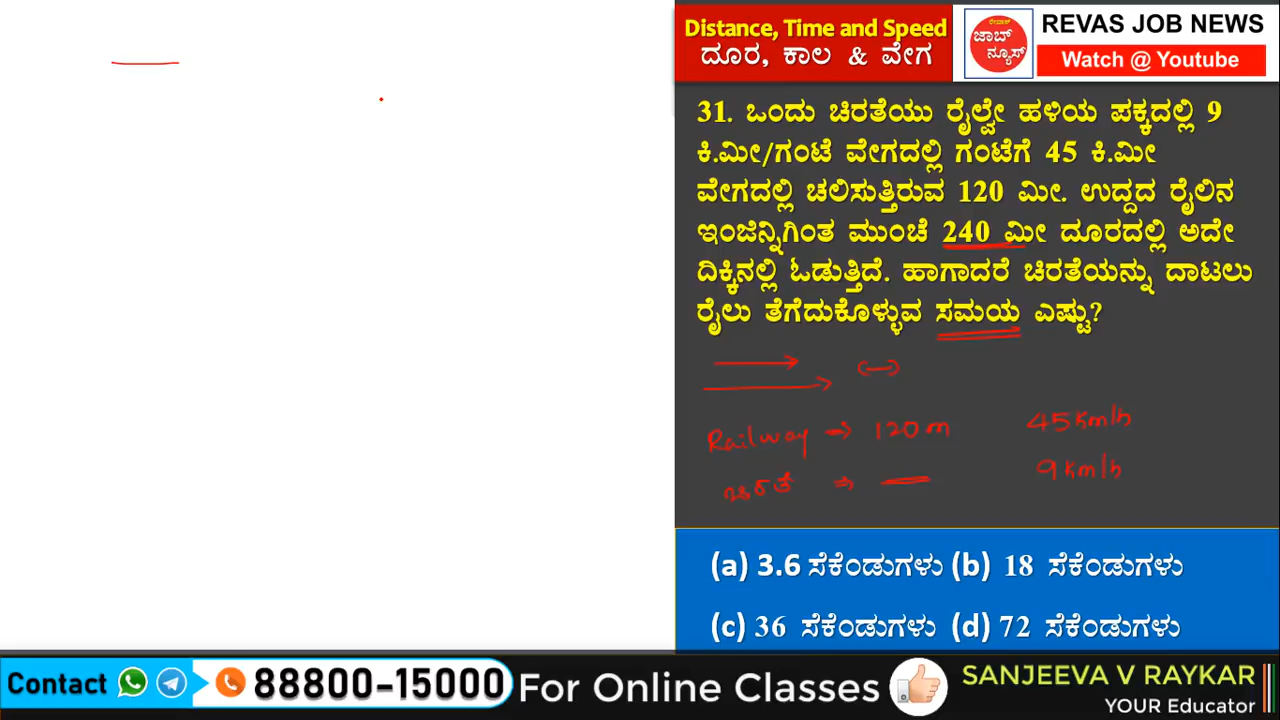 Distance, Time and Speed
ದೂರ, ಕಾಲ & ವೇಗ
ರೇವಾಸ್
ಜಾಬ್
ನ್ಯೂಸ್
REVAS JOB NEWS
Watch @ Youtube
31. ಒಂದು ಚಿರತೆಯು ರೈಲ್ವೇ ಹಳಿಯ ಪಕ್ಕದಲ್ಲಿ 9
ಕಿ.ಮೀ/ಗಂಟೆ ವೇಗದಲ್ಲಿ ಗಂಟೆಗೆ 45 ಕಿ.ಮೀ
ವೇಗದಲ್ಲಿ ಚಲಿಸುತ್ತಿರುವ 120 ಮೀ. ಉದ್ದದ ರೈಲಿನ
ಇಂಜಿನ್ನಿಗಿಂತ ಮುಂಚೆ 240 ಮೀ ದೂರದಲ್ಲಿ ಅದೇ
ದಿಕ್ಕಿನಲ್ಲಿ ಓಡುತ್ತಿದೆ. ಹಾಗಾದರೆ ಚಿರತೆಯನ್ನು ದಾಟಲು
ರೈಲು ತೆಗೆದುಕೊಳ್ಳುವ ಸಮಯ ಎಷ್ಟು?
Railway → 120 m 45 Km/h
ಚಿರತೆ ⇒ 9 Km/h
(a) 3.6 ಸೆಕೆಂಡುಗಳು (b) 18 ಸೆಕೆಂಡುಗಳು
(c) 36 ಸೆಕೆಂಡುಗಳು (d) 72 ಸೆಕೆಂಡುಗಳು
Contact 88800-15000 For Online Classes
SANJEEVA V RAYKAR
YOUR Educator